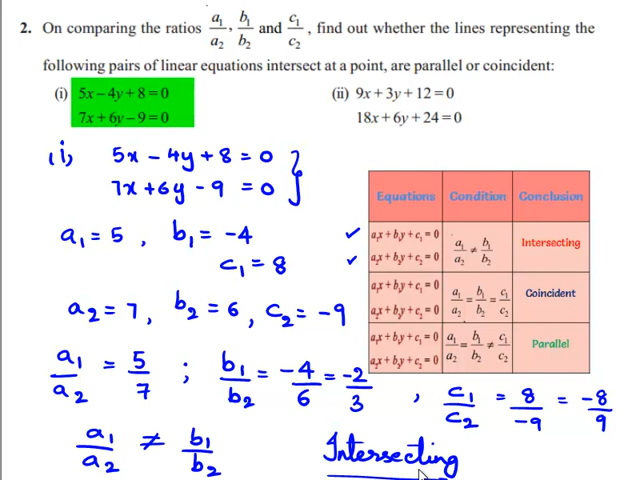 2. On comparing the ratios a₁/a₂, b₁/b₂ and c₁/c₂, find out whether the lines representing the
following pairs of linear equations intersect at a point, are parallel or coincident:
(i) 5x – 4y + 8 = 0 (ii) 9x + 3y + 12 = 0
7x + 6y – 9 = 0 18x + 6y + 24 = 0
(i) 5x – 4y + 8 = 0
7x + 6y – 9 = 0 }
a₁ = 5 , b₁ = -4
c₁ = 8
a₂ = 7, b₂ = 6, c₂ = -9
a₁/a₂ = 5/7 ; b₁/b₂ = -4/6 = -2/3 , c₁/c₂ = 8/-9 = -8/9
a₁/a₂ ≠ b₁/b₂ Intersecting
Equations Condition Conclusion
✓ a₁x + b₁y + c₁ = 0
✓ a₂x + b₂y + c₂ = 0 a₁/a₂ ≠ b₁/b₂ Intersecting
a₁x + b₁y + c₁ = 0
a₂x + b₂y + c₂ = 0 a₁/a₂ = b₁/b₂ = c₁/c₂ Coincident
a₁x + b₁y + c₁ = 0
a₂x + b₂y + c₂ = 0 a₁/a₂ = b₁/b₂ ≠ c₁/c₂ Parallel